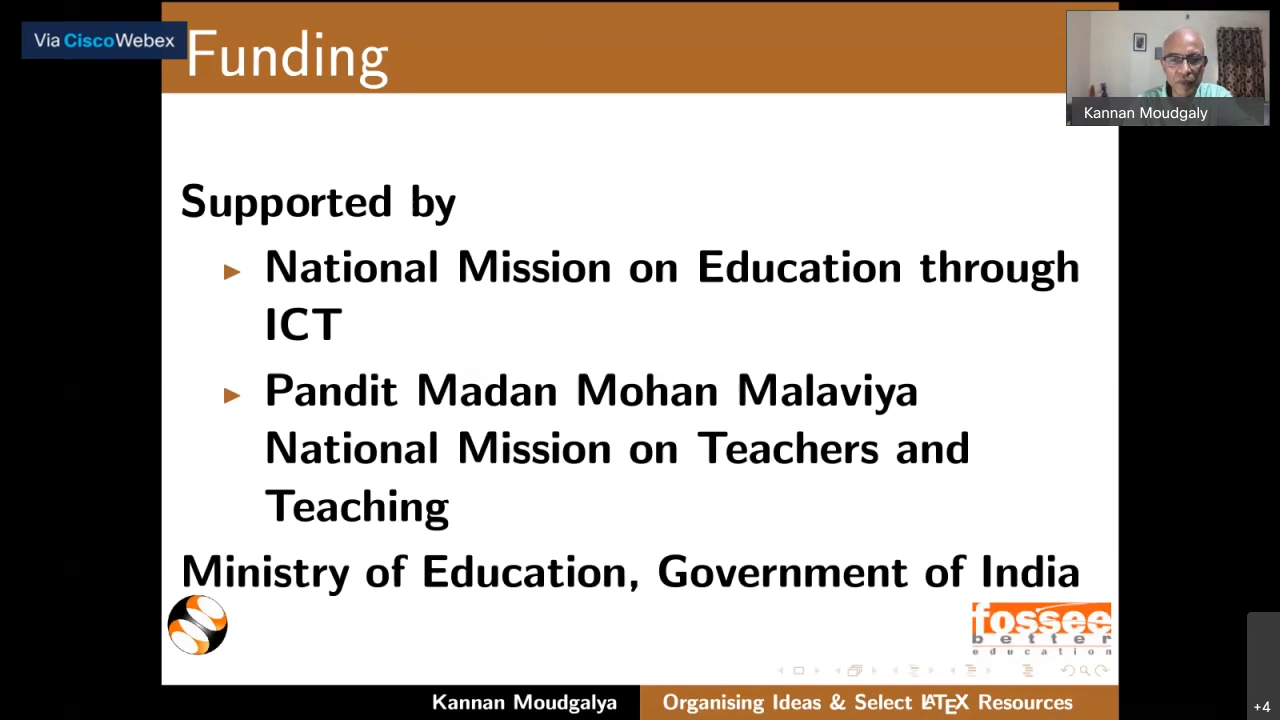 Via CiscoWebex
Funding
Kannan Moudgaly
Supported by
National Mission on Education through
ICT
Pandit Madan Mohan Malaviya
National Mission on Teachers and
Teaching
Ministry of Education, Government of India
fossee
better
education
Kannan Moudgalya
Organising Ideas & Select LATEX Resources
+4